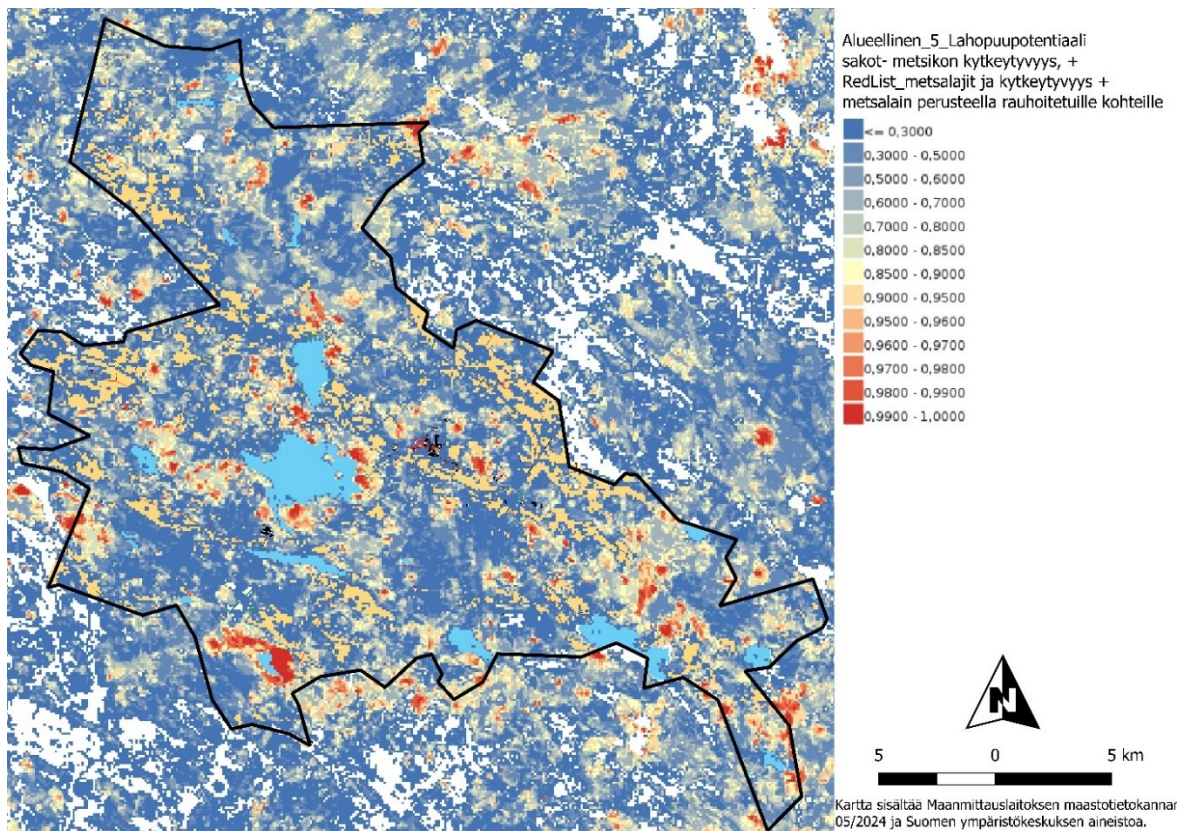 Alueellinen_5_Lahopuupotentiaali
sakot- metsikon kytkeytyvyys, +
RedList_metsalajit ja kytkeytyvyys +
metsalain perusteella rauhoitetuille kohteille
<= 0,3000
0,3000 - 0,5000
0,5000 - 0,6000
0,6000 - 0,7000
0,7000 - 0,8000
0,8000 - 0,8500
0,8500 - 0,9000
0,9000 - 0,9500
0,9500 - 0,9600
0,9600 - 0,9700
0,9700 - 0,9800
0,9800 - 0,9900
0,9900 - 1,0000
N
5 0 5 km
Kartta sisältää Maanmittauslaitoksen maastotietokannan
05/2024 ja Suomen ympäristökeskuksen aineistoa.